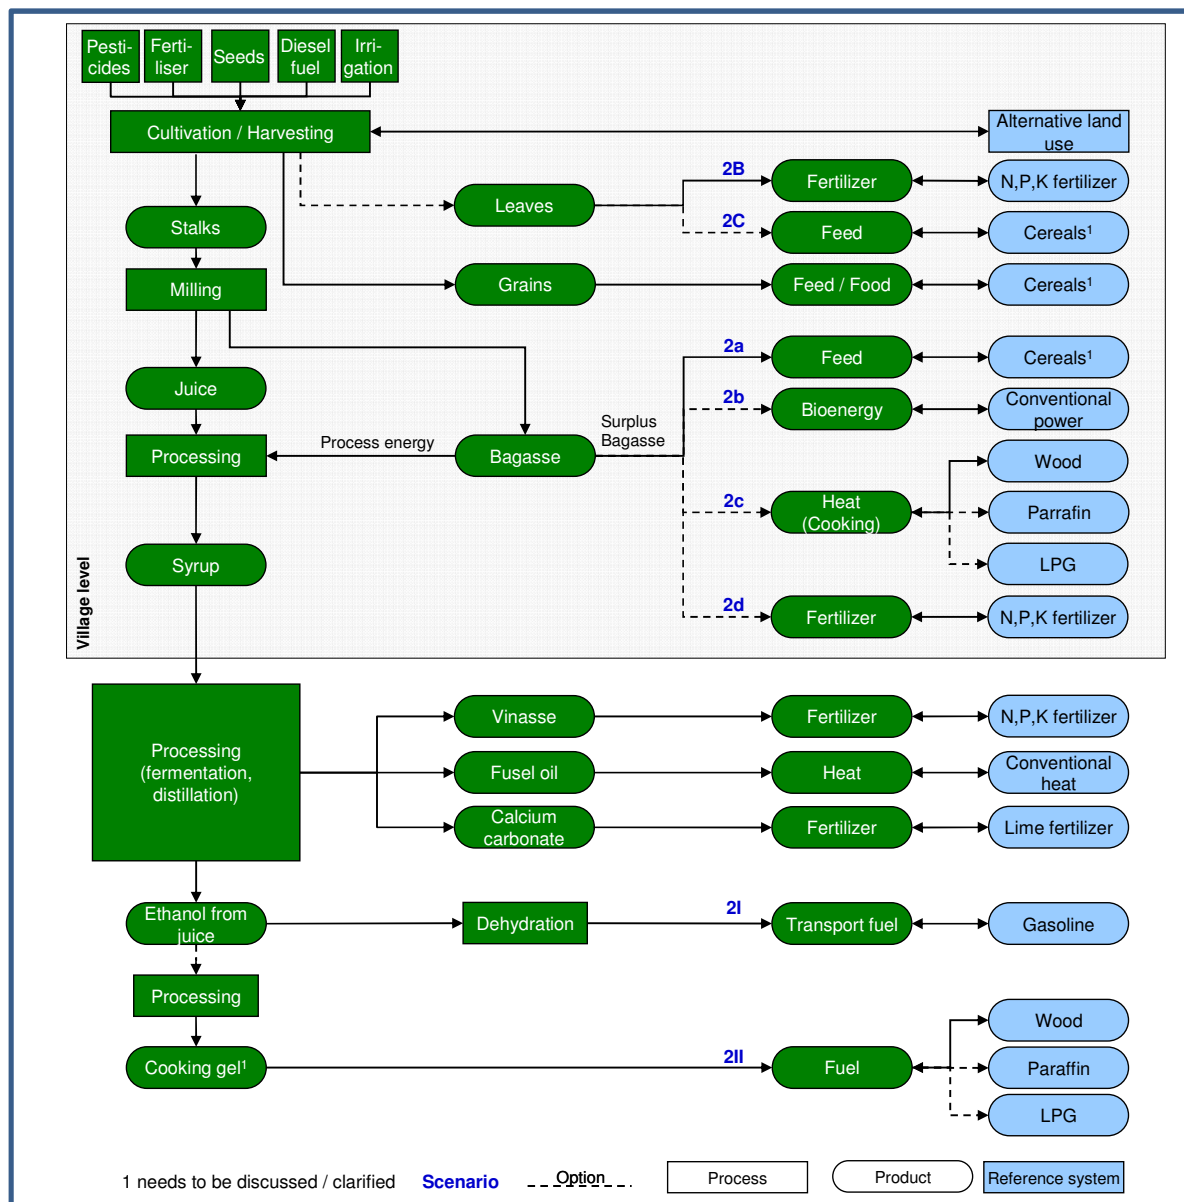 Pesti-
cides
Ferti-
liser
Seeds
Diesel
fuel
Irri-
gation
Cultivation / Harvesting
Alternative land
use
Leaves
2B
Fertilizer
N,P,K fertilizer
2C
Feed
Cereals¹
Stalks
Grains
Feed / Food
Cereals¹
Milling
2a
Feed
Cereals¹
Juice
2b
Bioenergy
Conventional
power
Surplus
Bagasse
Processing
Process energy
Bagasse
Wood
2c
Heat
(Cooking)
Parrafin
LPG
Syrup
2d
Fertilizer
N,P,K fertilizer
Village level
Processing
(fermentation,
distillation)
Vinasse
Fertilizer
N,P,K fertilizer
Fusel oil
Heat
Conventional
heat
Calcium
carbonate
Fertilizer
Lime fertilizer
Ethanol from
juice
Dehydration
2I
Transport fuel
Gasoline
Processing
Wood
Cooking gel¹
2II
Fuel
Paraffin
LPG
1 needs to be discussed / clarified
Scenario
Option
Process
Product
Reference system